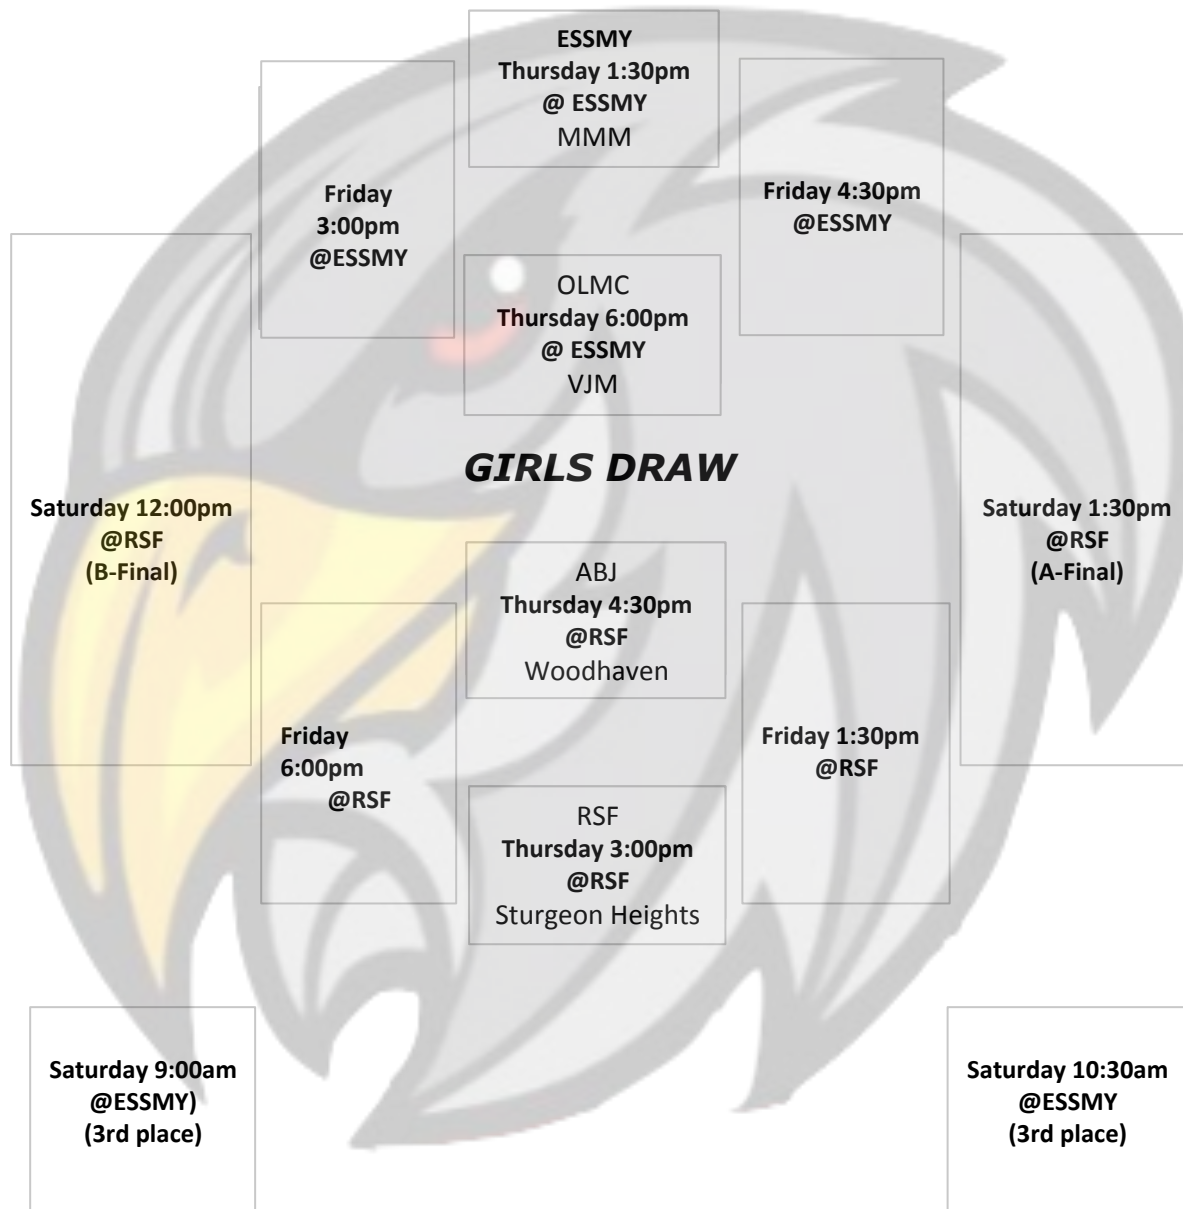 ESSMY
Thursday 1:30pm
@ ESSMY
MMM
Friday
3:00pm
@ESSMY
Friday 4:30pm
@ESSMY
OLMC
Thursday 6:00pm
@ ESSMY
VJM
GIRLS DRAW
Saturday 12:00pm
@RSF
(B-Final)
Saturday 1:30pm
@RSF
(A-Final)
ABJ
Thursday 4:30pm
@RSF
Woodhaven
Friday
6:00pm
@RSF
Friday 1:30pm
@RSF
RSF
Thursday 3:00pm
@RSF
Sturgeon Heights
Saturday 9:00am
@ESSMY)
(3rd place)
Saturday 10:30am
@ESSMY
(3rd place)